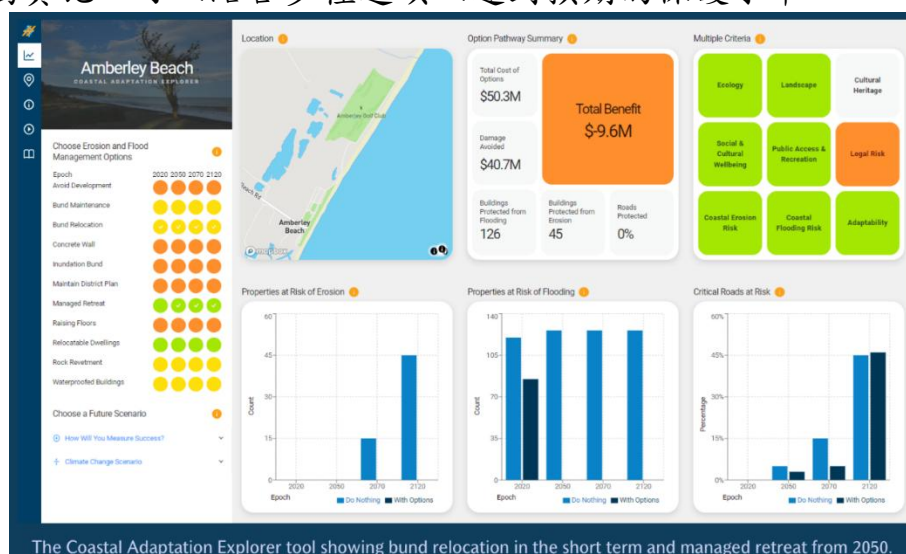 Amberley Beach
COASTAL ADAPTATION EXPLORER
Choose Erosion and Flood
Management Options
Epoch 2020 2050 2070 2120
Avoid Development
Bund Maintenance
Bund Relocation
Concrete Wall
Inundation Bund
Maintain District Plan
Managed Retreat
Raising Floors
Relocatable Dwellings
Rock Revetment
Waterproofed Buildings
Choose a Future Scenario
How Will You Measure Success?
Climate Change Scenario
Location
Amberley Golf Club
Beach Rd
Amberley
Beach
mapbox
Option Pathway Summary
Total Cost of
Options
$50.3M
Total Benefit
$-9.6M
Damage
Avoided
$40.7M
Buildings
Protected from
Flooding
126
Buildings
Protected from
Erosion
45
Roads
Protected
0%
Multiple Criteria
Ecology
Landscape
Cultural
Heritage
Social &
Cultural
Wellbeing
Public Access &
Recreation
Legal Risk
Coastal Erosion
Risk
Coastal
Flooding Risk
Adaptability
Properties at Risk of Erosion
60
45
30
15
0
Count
2020 2050 2070 2120
Epoch
Do Nothing With Options
Properties at Risk of Flooding
140
105
70
35
0
Count
2020 2050 2070 2120
Epoch
Do Nothing With Options
Critical Roads at Risk
60%
45%
30%
15%
0%
Percentage
2020 2050 2070 2120
Epoch
Do Nothing With Options
The Coastal Adaptation Explorer tool showing bund relocation in the short term and managed retreat from 2050.